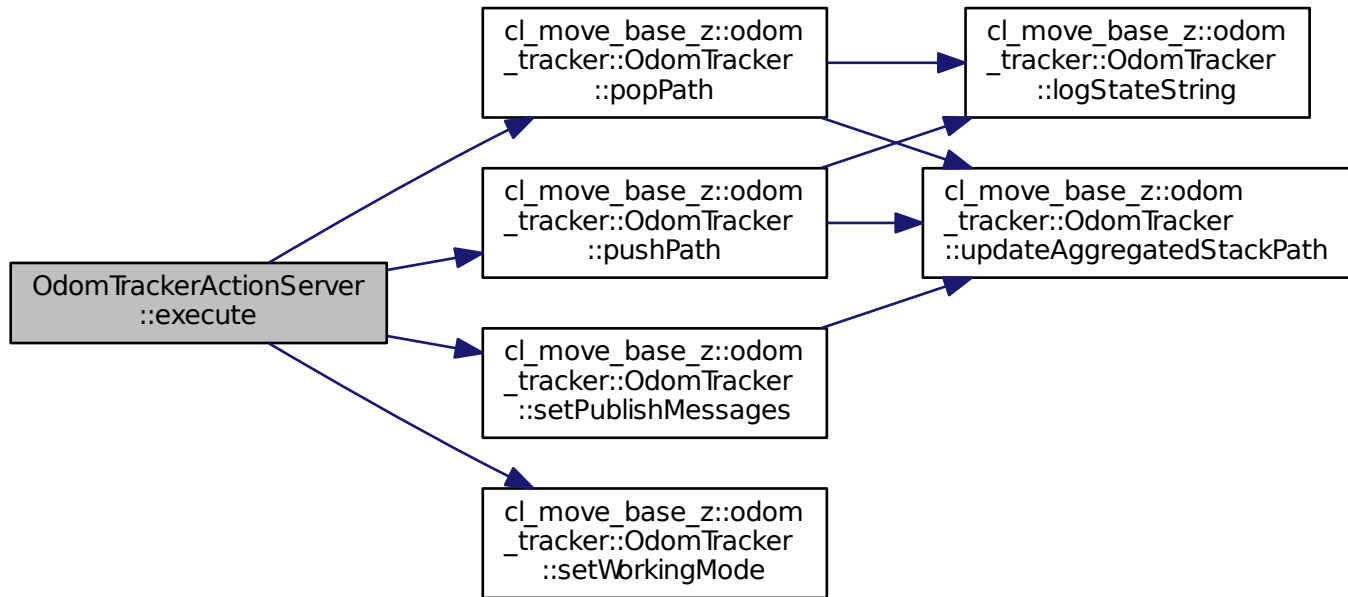 OdomTrackerActionServer
::execute
cl_move_base_z::odom
_tracker::OdomTracker
::popPath
cl_move_base_z::odom
_tracker::OdomTracker
::pushPath
cl_move_base_z::odom
_tracker::OdomTracker
::setPublishMessages
cl_move_base_z::odom
_tracker::OdomTracker
::setWorkingMode
cl_move_base_z::odom
_tracker::OdomTracker
::logStateString
cl_move_base_z::odom
_tracker::OdomTracker
::updateAggregatedStackPath